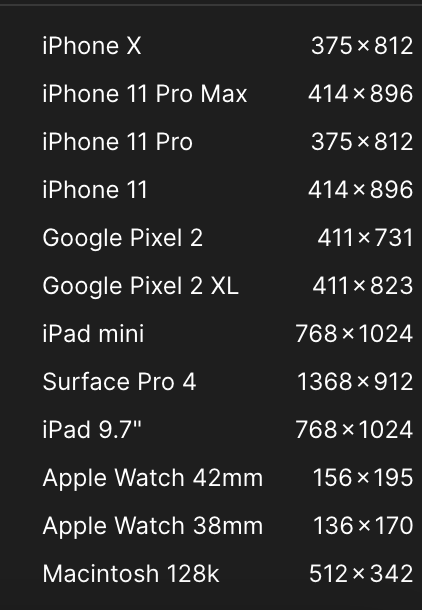 iPhone X 375×812
iPhone 11 Pro Max 414×896
iPhone 11 Pro 375×812
iPhone 11 414×896
Google Pixel 2 411×731
Google Pixel 2 XL 411×823
iPad mini 768×1024
Surface Pro 4 1368×912
iPad 9.7" 768×1024
Apple Watch 42mm 156×195
Apple Watch 38mm 136×170
Macintosh 128k 512×342